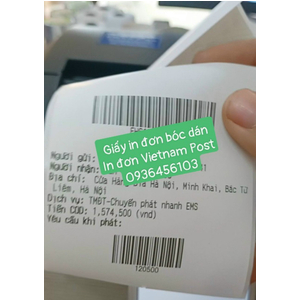 Giấy in đơn bóc dán
In đơn Vietnam Post
0936456103
Người gửi:
Người nhận:
Địa chỉ: Cửa Hàng Hà Nội, Minh Khai, Bắc Từ
Liêm, Hà Nội
Dịch vụ: TMĐT-Chuyển phát nhanh EMS
Tiền COD: 1,574,500 (vnd)
Yêu cầu khi phát:
120500